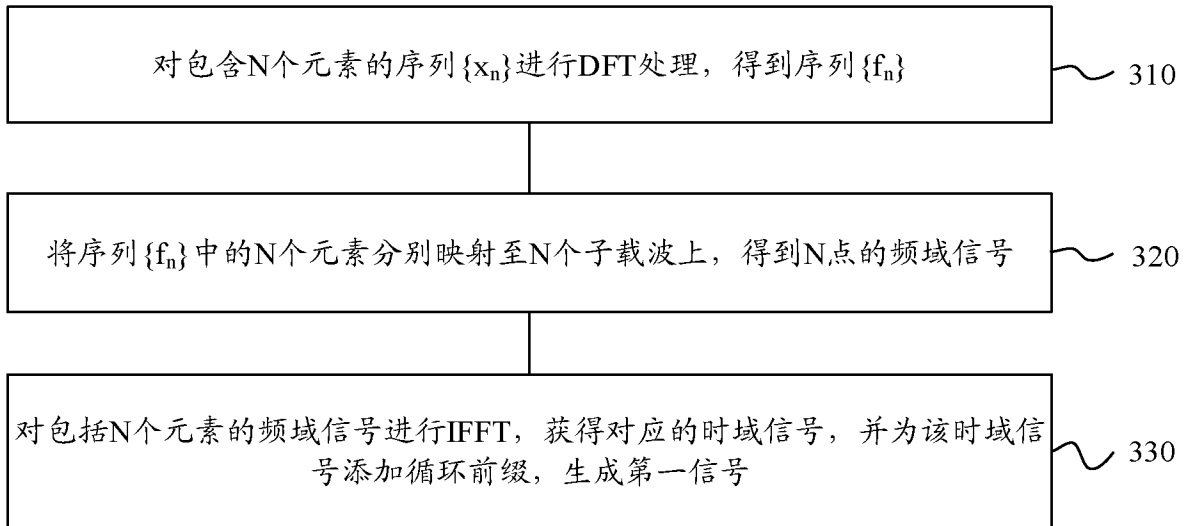 对包含N个元素的序列{xn}进行DFT处理，得到序列{fn}
310
将序列{fn}中的N个元素分别映射至N个子载波上，得到N点的频域信号
320
对包括N个元素的频域信号进行IFFT，获得对应的时域信号，并为该时域信
号添加循环前缀，生成第一信号
330